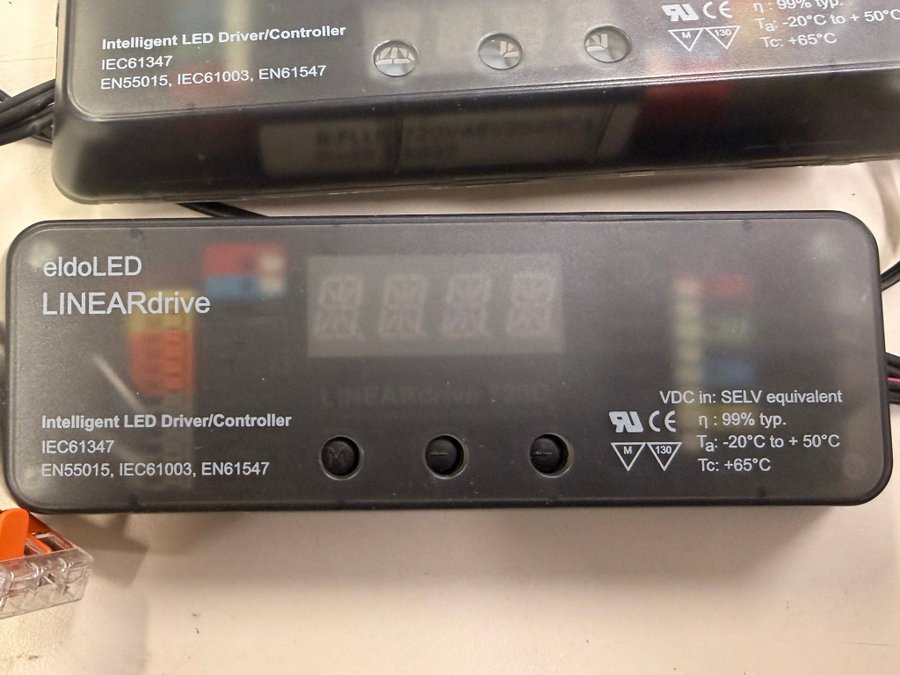 Intelligent LED Driver/Controller
IEC61347
EN55015, IEC61003, EN61547
η : 99% typ.
Ta: -20°C to + 50°C
Tc: +65°C
M
130
eldoLED
LINEARdrive
Intelligent LED Driver/Controller
IEC61347
EN55015, IEC61003, EN61547
M
VDC in: SELV equivalent
η : 99% typ.
Ta: -20°C to + 50°C
Tc: +65°C
M
130